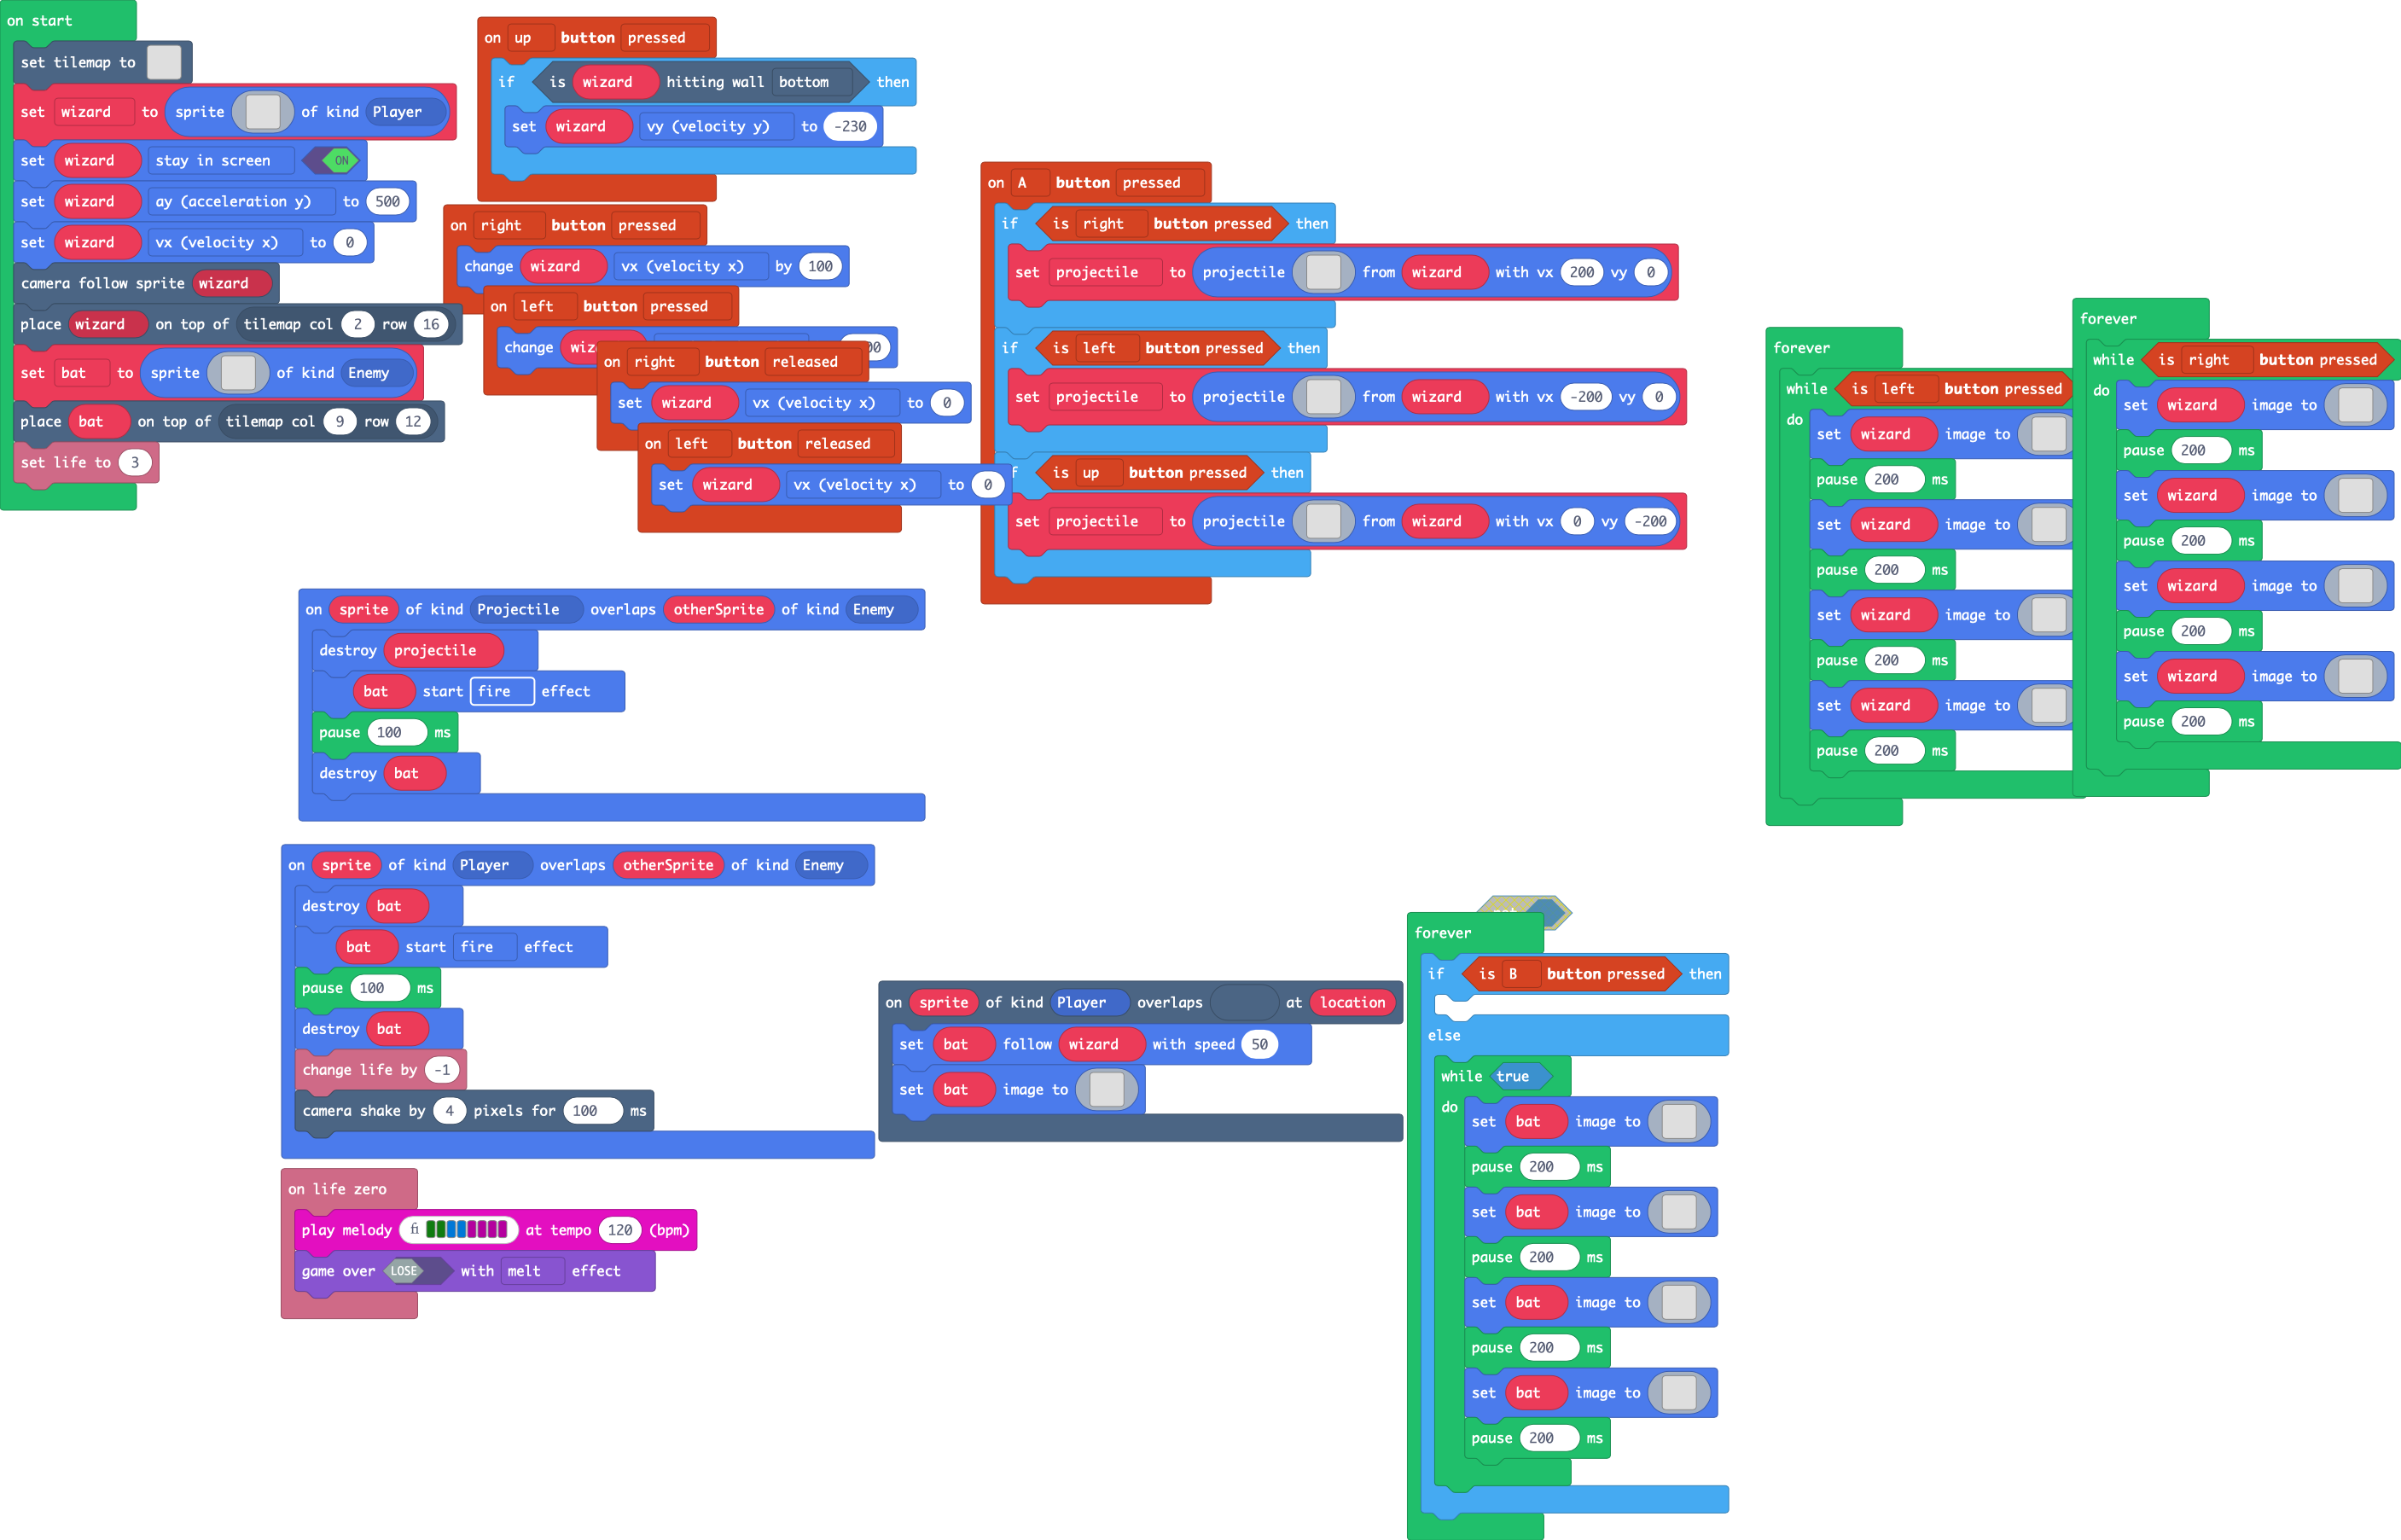 on start
set tilemap to
set wizard to sprite of kind Player
set wizard stay in screen ON
set wizard ay (acceleration y) to 500
set wizard vx (velocity x) to 0
camera follow sprite wizard
place wizard on top of tilemap col 2 row 16
set bat to sprite of kind Enemy
place bat on top of tilemap col 9 row 12
set life to 3
on up button pressed
if is wizard hitting wall bottom then
set wizard vy (velocity y) to -230
on right button pressed
change wizard vx (velocity x) by 100
on left button pressed
change
on right button released
set wizard vx (velocity x) to 0
on left button released
set wizard vx (velocity x) to 0
on A button pressed
if is right button pressed then
set projectile to projectile from wizard with vx 200 vy 0
if is left button pressed then
set projectile to projectile from wizard with vx -200 vy 0
is up button pressed then
set projectile to projectile from wizard with vx 0 vy -200
forever
while is left button pressed
do
set wizard image to
pause 200 ms
set wizard image to
pause 200 ms
set wizard image to
pause 200 ms
set wizard image to
pause 200 ms
forever
while is right button pressed
do
set wizard image to
pause 200 ms
set wizard image to
pause 200 ms
set wizard image to
pause 200 ms
set wizard image to
pause 200 ms
on sprite of kind Projectile overlaps otherSprite of kind Enemy
destroy projectile
bat start fire effect
pause 100 ms
destroy bat
on sprite of kind Player overlaps otherSprite of kind Enemy
destroy bat
bat start fire effect
pause 100 ms
destroy bat
change life by -1
camera shake by 4 pixels for 100 ms
on life zero
play melody at tempo 120 (bpm)
game over LOSE with melt effect
on sprite of kind Player overlaps at location
set bat follow wizard with speed 50
set bat image to
forever
if is B button pressed then
else
while true
do
set bat image to
pause 200 ms
set bat image to
pause 200 ms
set bat image to
pause 200 ms
set bat image to
pause 200 ms